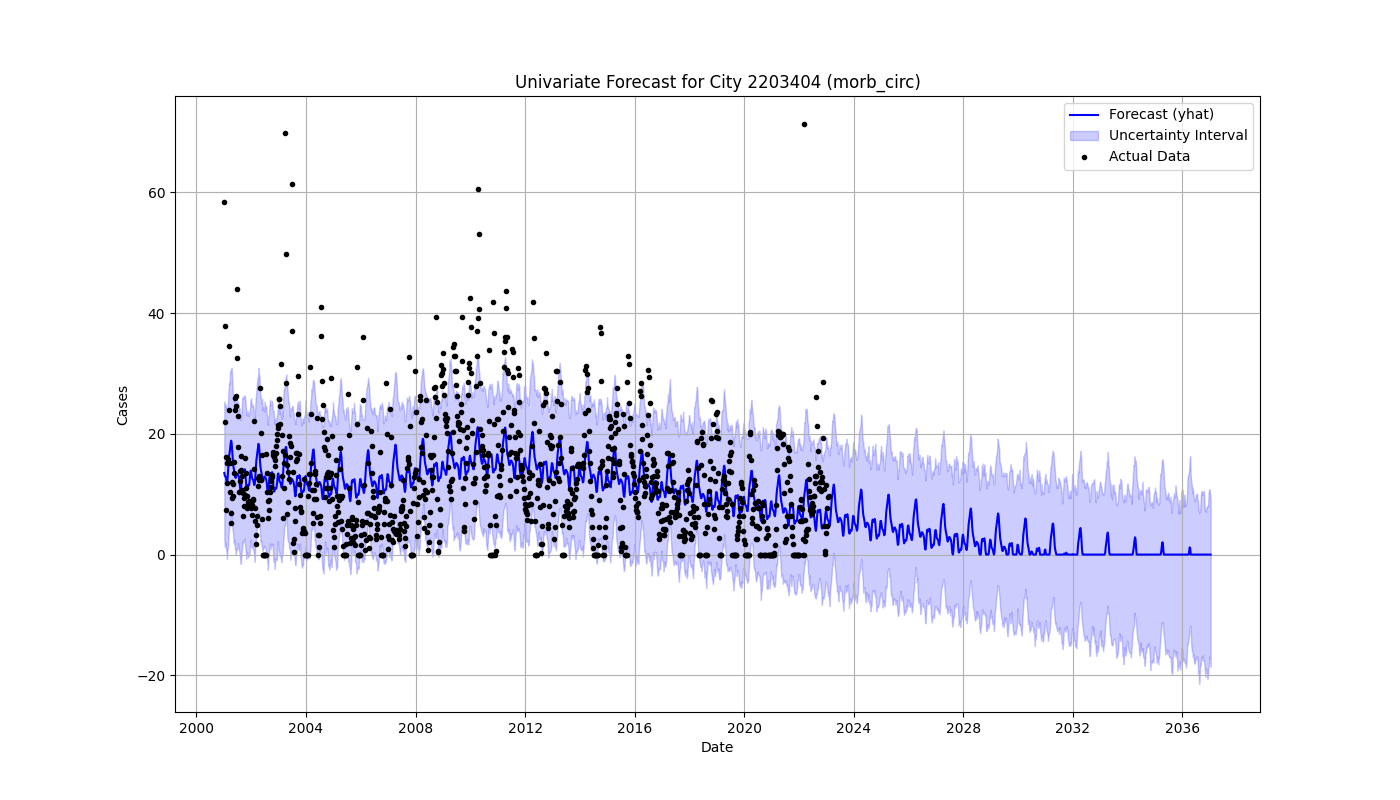 Univariate Forecast for City 2203404 (morb_circ)
Forecast (yhat)
Uncertainty Interval
Actual Data
Cases
60
40
20
0
−20
2000 2004 2008 2012 2016 2020 2024 2028 2032 2036
Date